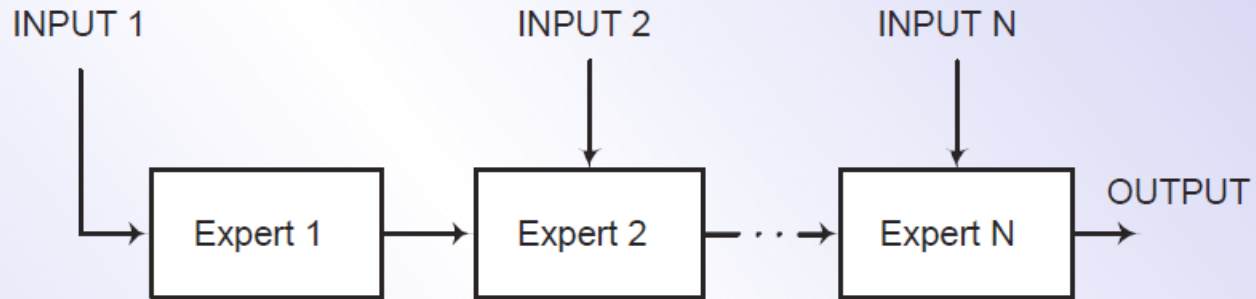 INPUT 1 INPUT 2 INPUT N
OUTPUT
Expert 1 Expert 2 Expert N